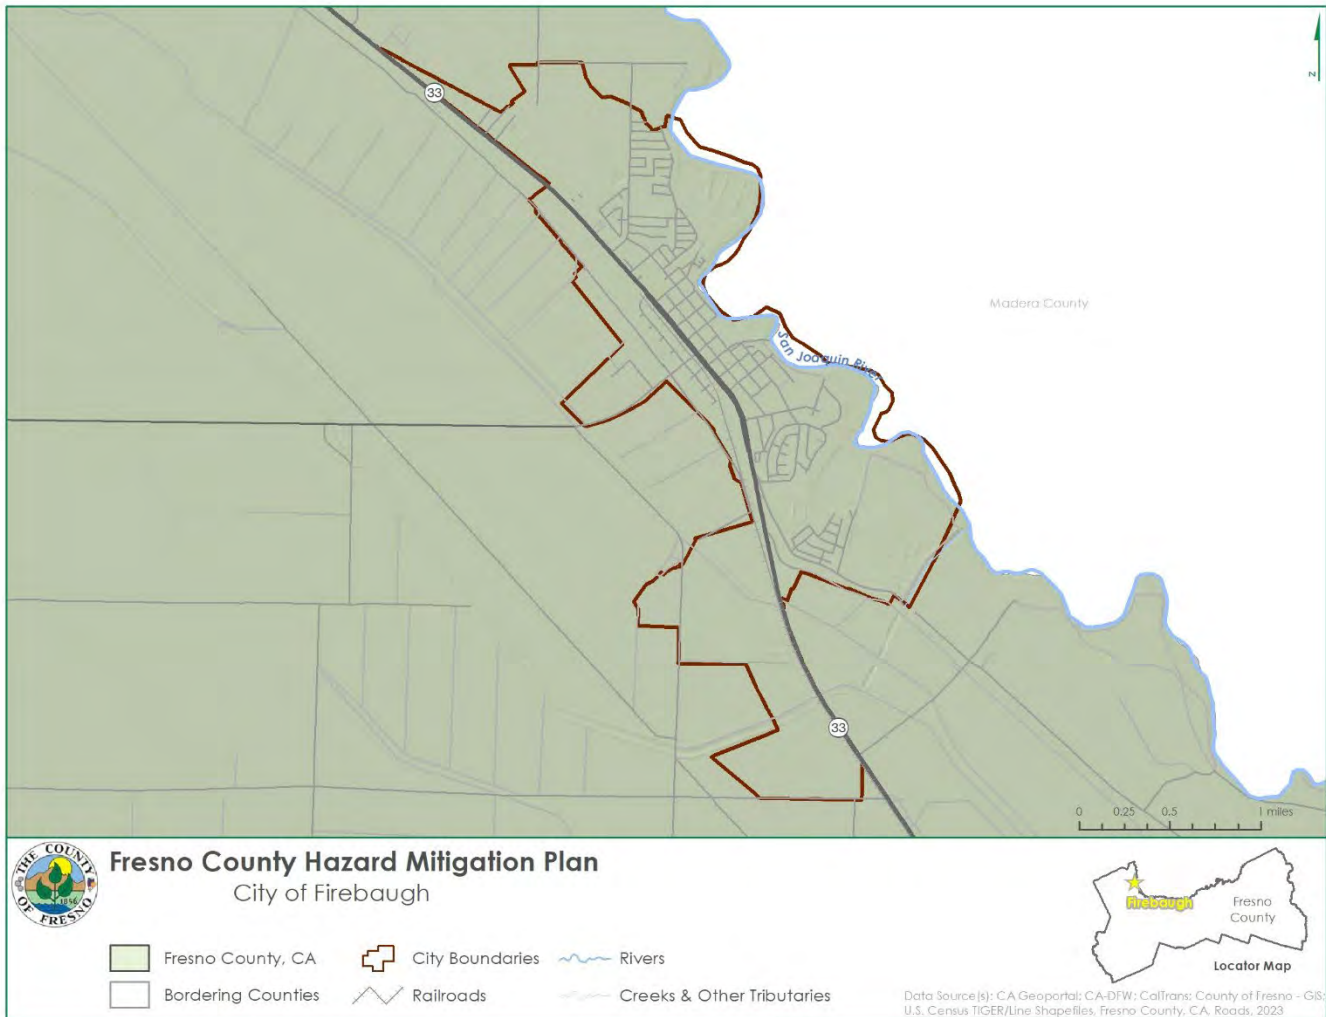 33
N
Madera County
San Joaquin River
33
0 0.25 0.5 1 miles
THE COUNTY OF FRESNO
1856
Fresno County Hazard Mitigation Plan
City of Firebaugh
Fresno County, CA
City Boundaries
Rivers
Bordering Counties
Railroads
Creeks & Other Tributaries
Firebaugh
Fresno
County
Locator Map
Data Source(s): CA Geoportal; CA-DFW; CalTrans; County of Fresno - GIS;
U.S. Census TIGER/Line Shapefiles, Fresno County, CA, Roads, 2023